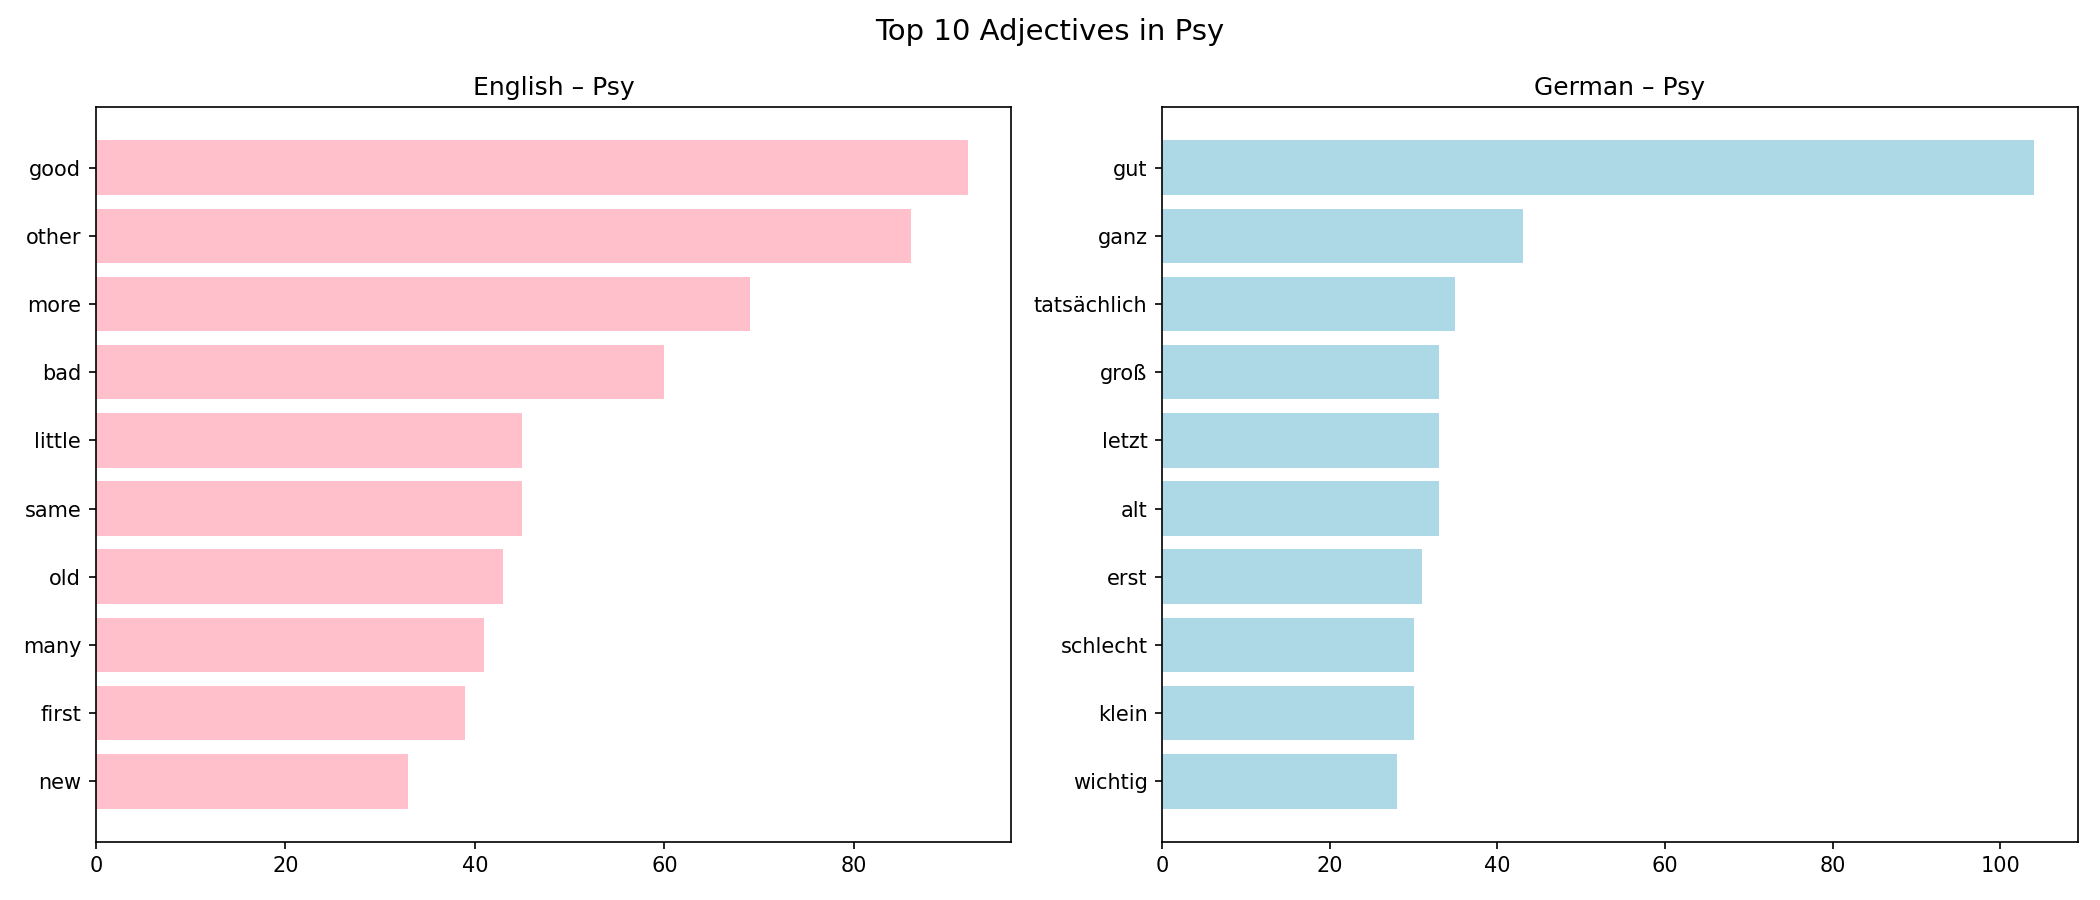 Top 10 Adjectives in Psy
English – Psy
good
other
more
bad
little
same
old
many
first
new
0 20 40 60 80
German – Psy
gut
ganz
tatsächlich
groß
letzt
alt
erst
schlecht
klein
wichtig
0 20 40 60 80 100